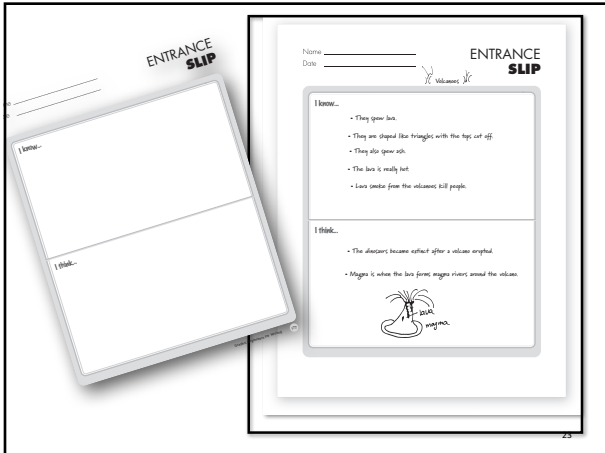 ENTRANCE
SLIP
I know...
I think...
Name
Date
ENTRANCE
SLIP
Volcanoes
I know...
- They spew lava.
- They are shaped like triangles with the tops cut off.
- They also spew ash.
- The lava is really hot.
- Lava smoke from the volcanoes kill people.
I think...
- The dinosaurs became extinct after a volcano erupted.
- Magma is when the lava forms magma rivers around the volcano.
lava
magma